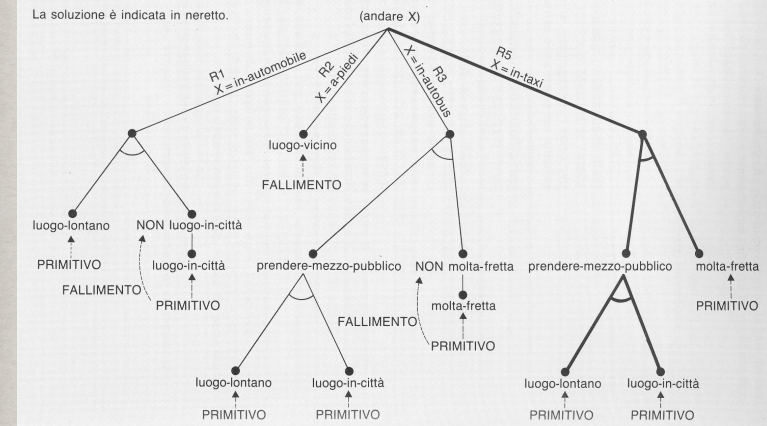 La soluzione è indicata in neretto.
(andare X)
R1
X = in-automobile
R2
X = a-piedi
R3
X = in-autobus
R5
X = in-taxi
luogo-vicino
FALLIMENTO
luogo-lontano
NON luogo-in-città
PRIMITIVO
luogo-in-città
FALLIMENTO
PRIMITIVO
prendere-mezzo-pubblico
NON molta-fretta
molta-fretta
FALLIMENTO
PRIMITIVO
luogo-lontano
luogo-in-città
PRIMITIVO
PRIMITIVO
prendere-mezzo-pubblico
molta-fretta
PRIMITIVO
luogo-lontano
luogo-in-città
PRIMITIVO
PRIMITIVO